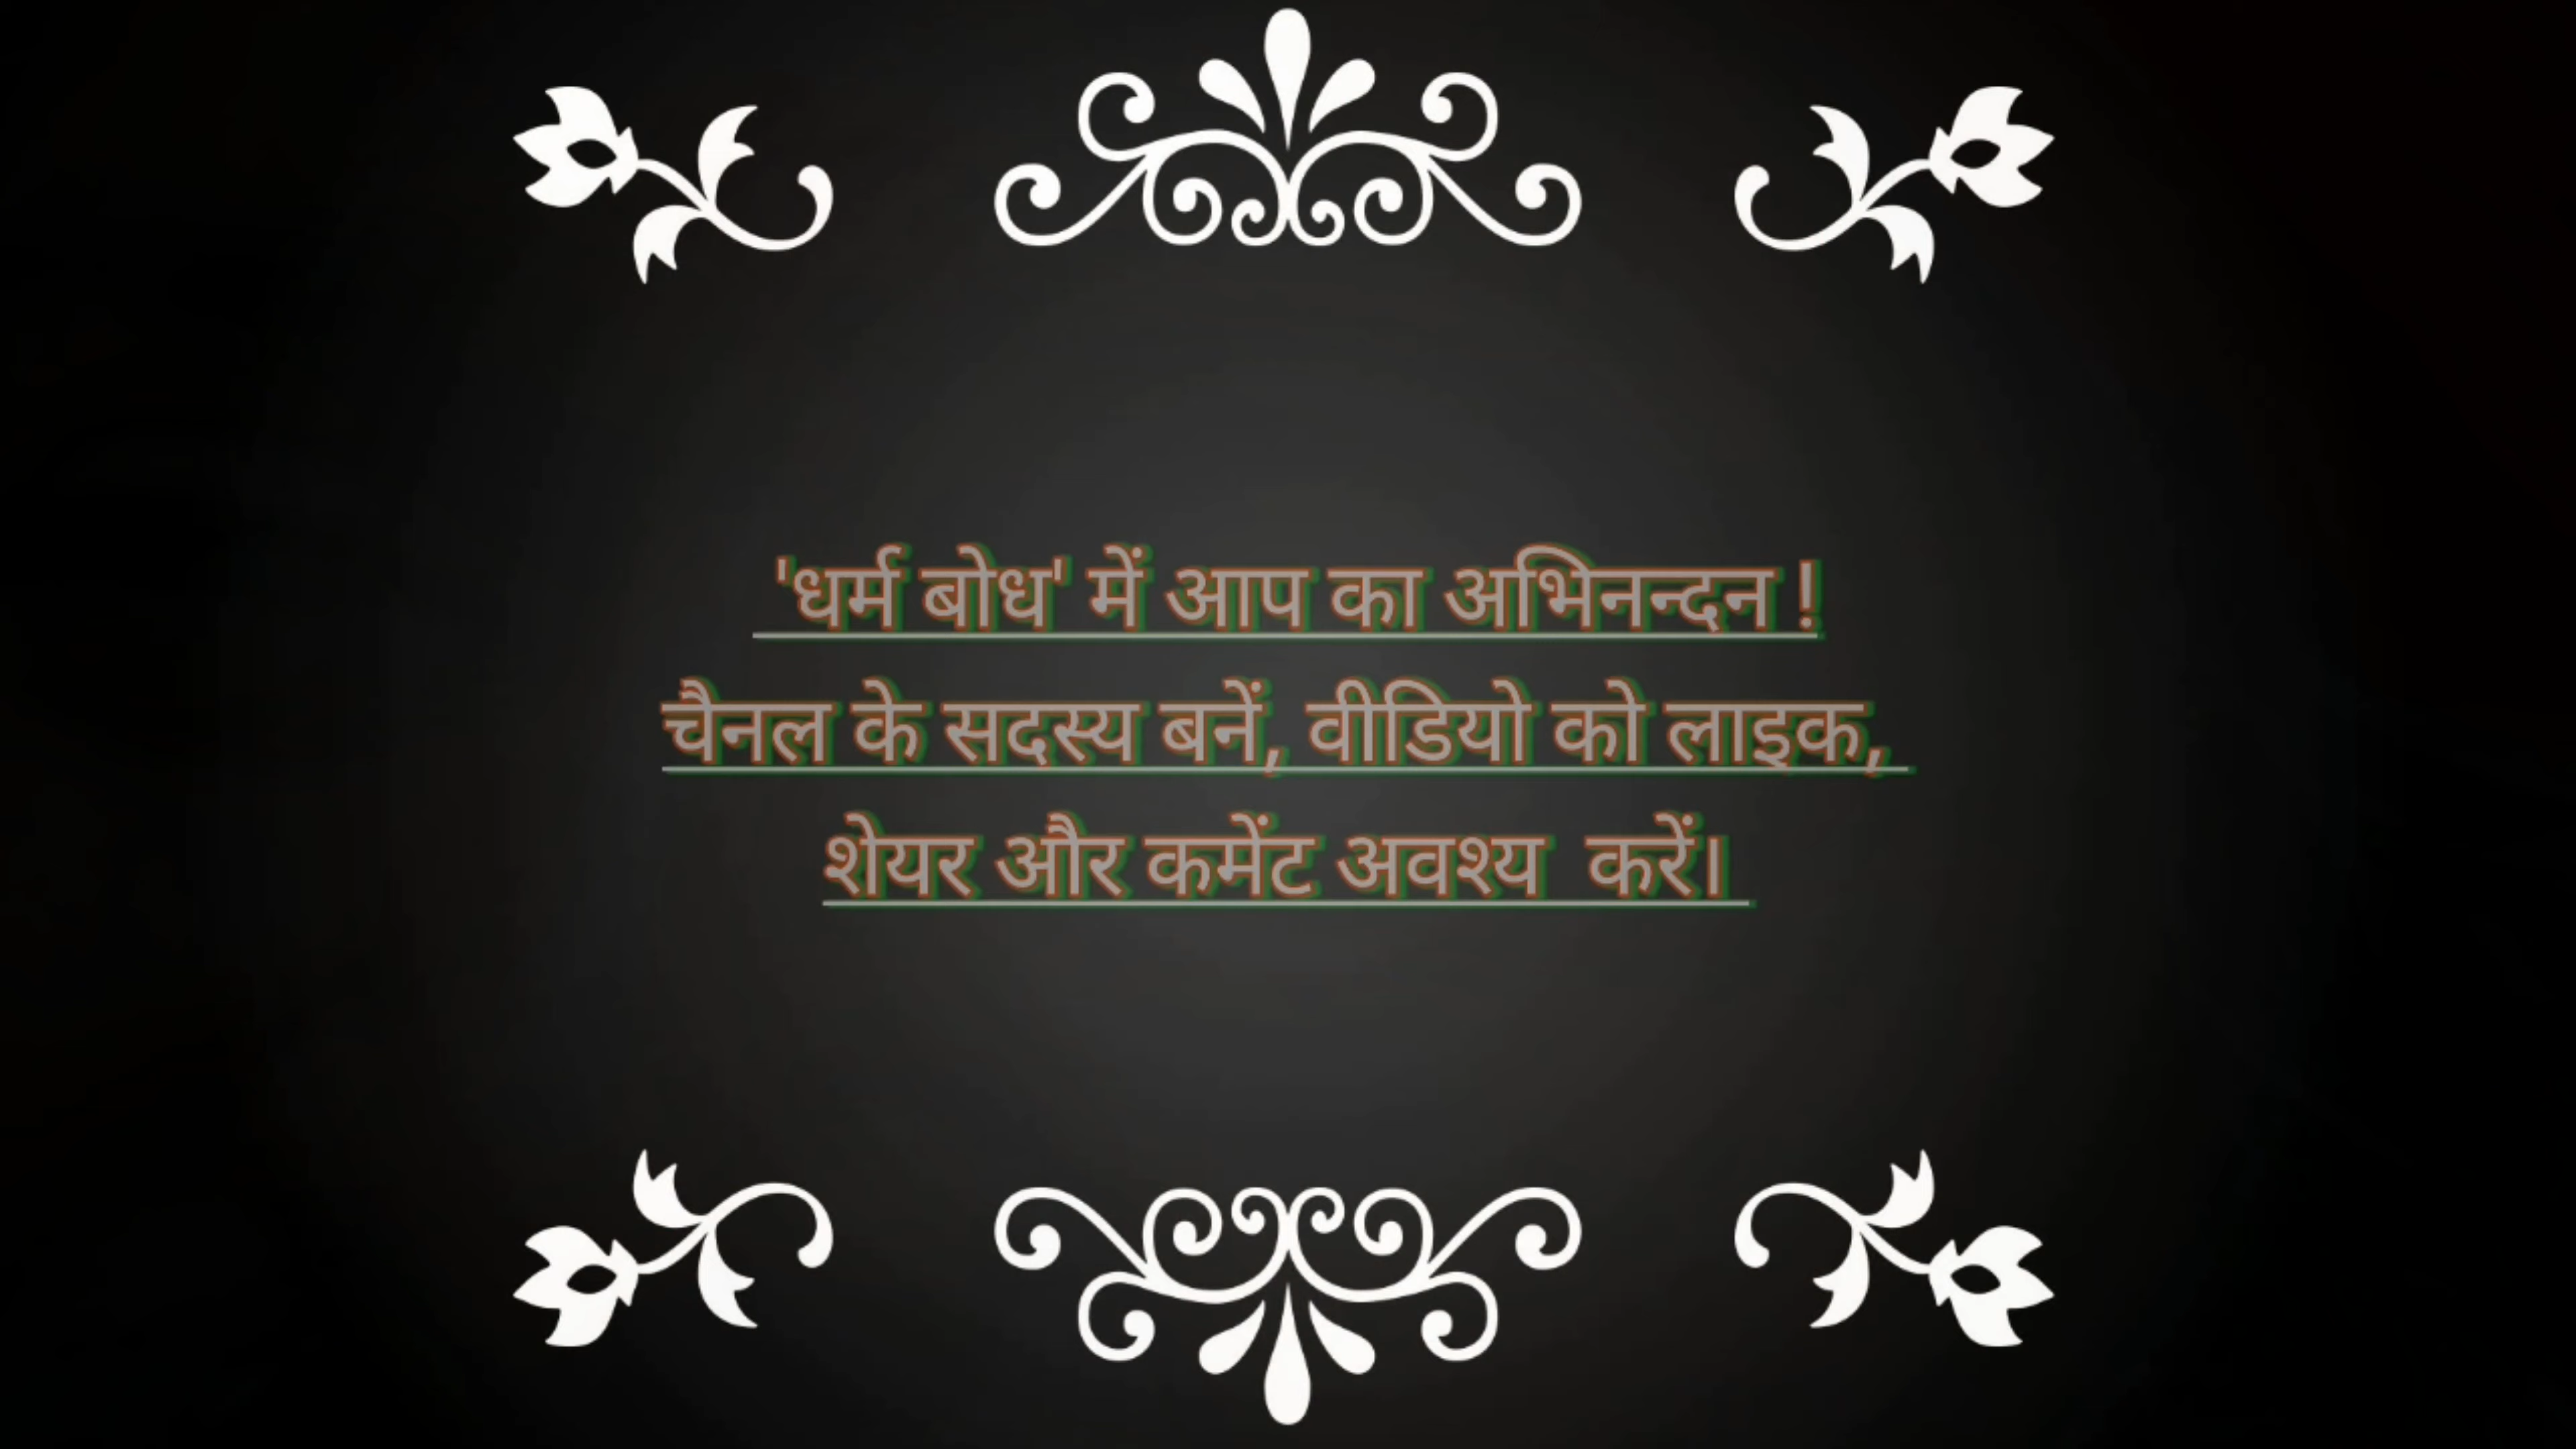 'धर्म बोध' में आप का अभिनन्दन !
चैनल के सदस्य बनें, वीडियो को लाइक,
शेयर और कमेंट अवश्य  करें।